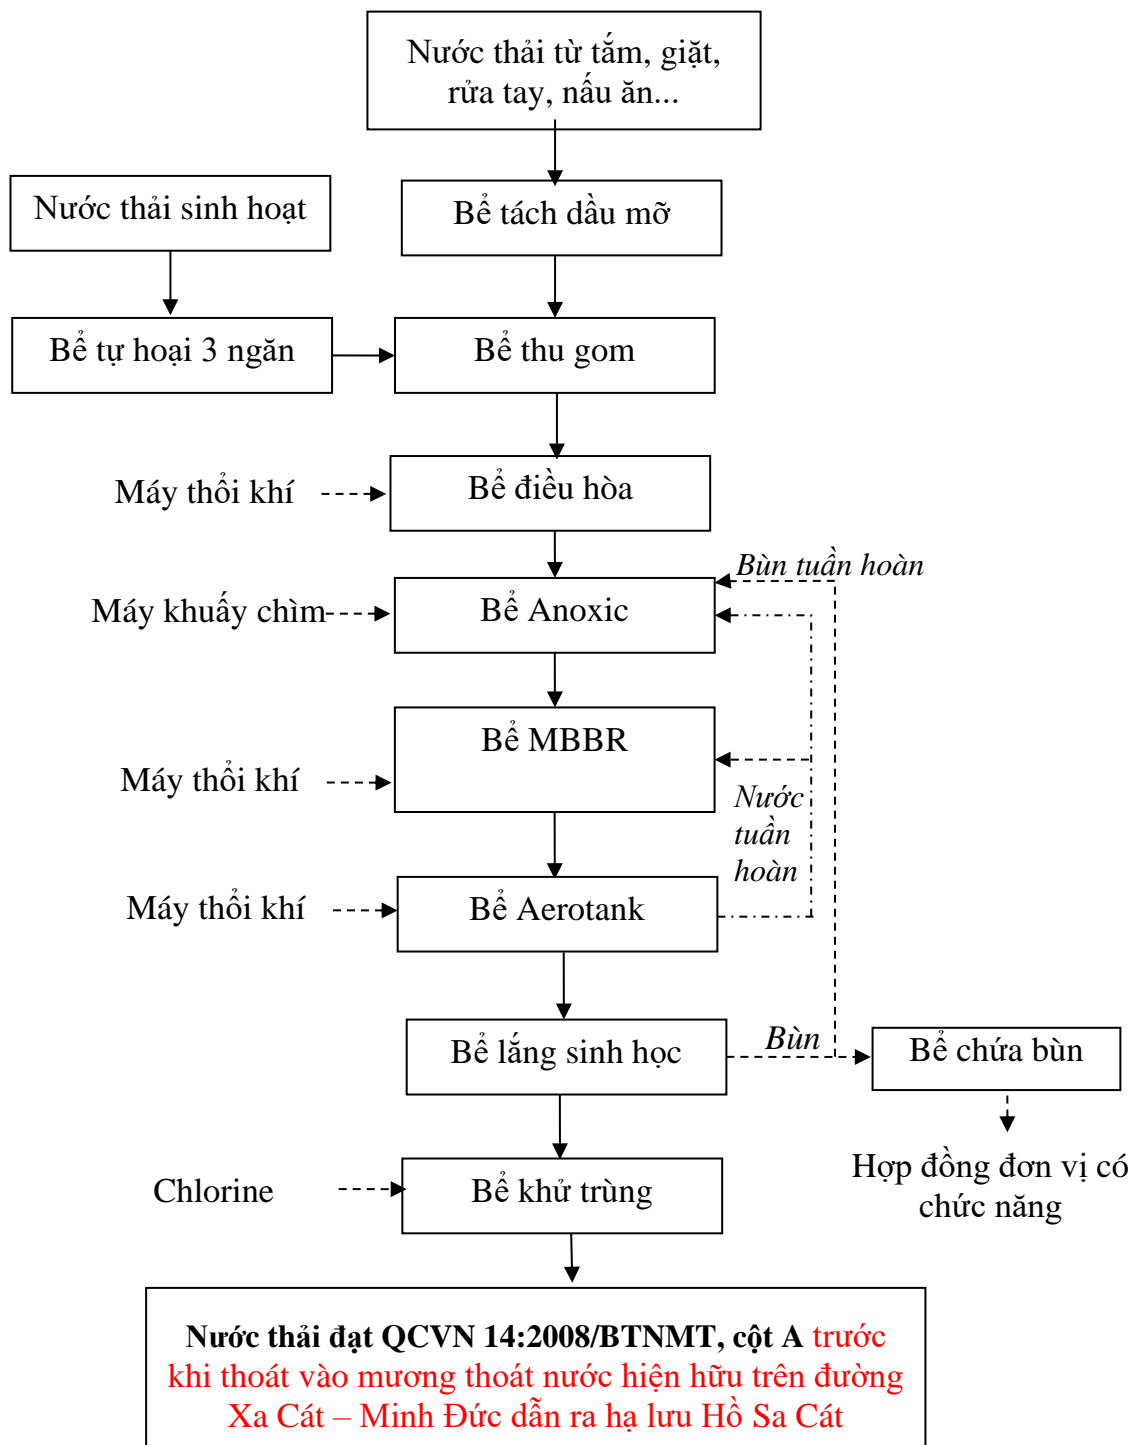 Nước thải từ tắm, giặt,
rửa tay, nấu ăn...
Nước thải sinh hoạt
Bể tách dầu mỡ
Bể tự hoại 3 ngăn
Bể thu gom
Máy thổi khí
Bể điều hòa
Bùn tuần hoàn
Máy khuấy chìm
Bể Anoxic
Bể MBBR
Máy thổi khí
Nước
tuần
hoàn
Máy thổi khí
Bể Aerotank
Bể lắng sinh học
Bùn
Bể chứa bùn
Hợp đồng đơn vị có
chức năng
Chlorine
Bể khử trùng
Nước thải đạt QCVN 14:2008/BTNMT, cột A trước
khi thoát vào mương thoát nước hiện hữu trên đường
Xa Cát – Minh Đức dẫn ra hạ lưu Hồ Sa Cát